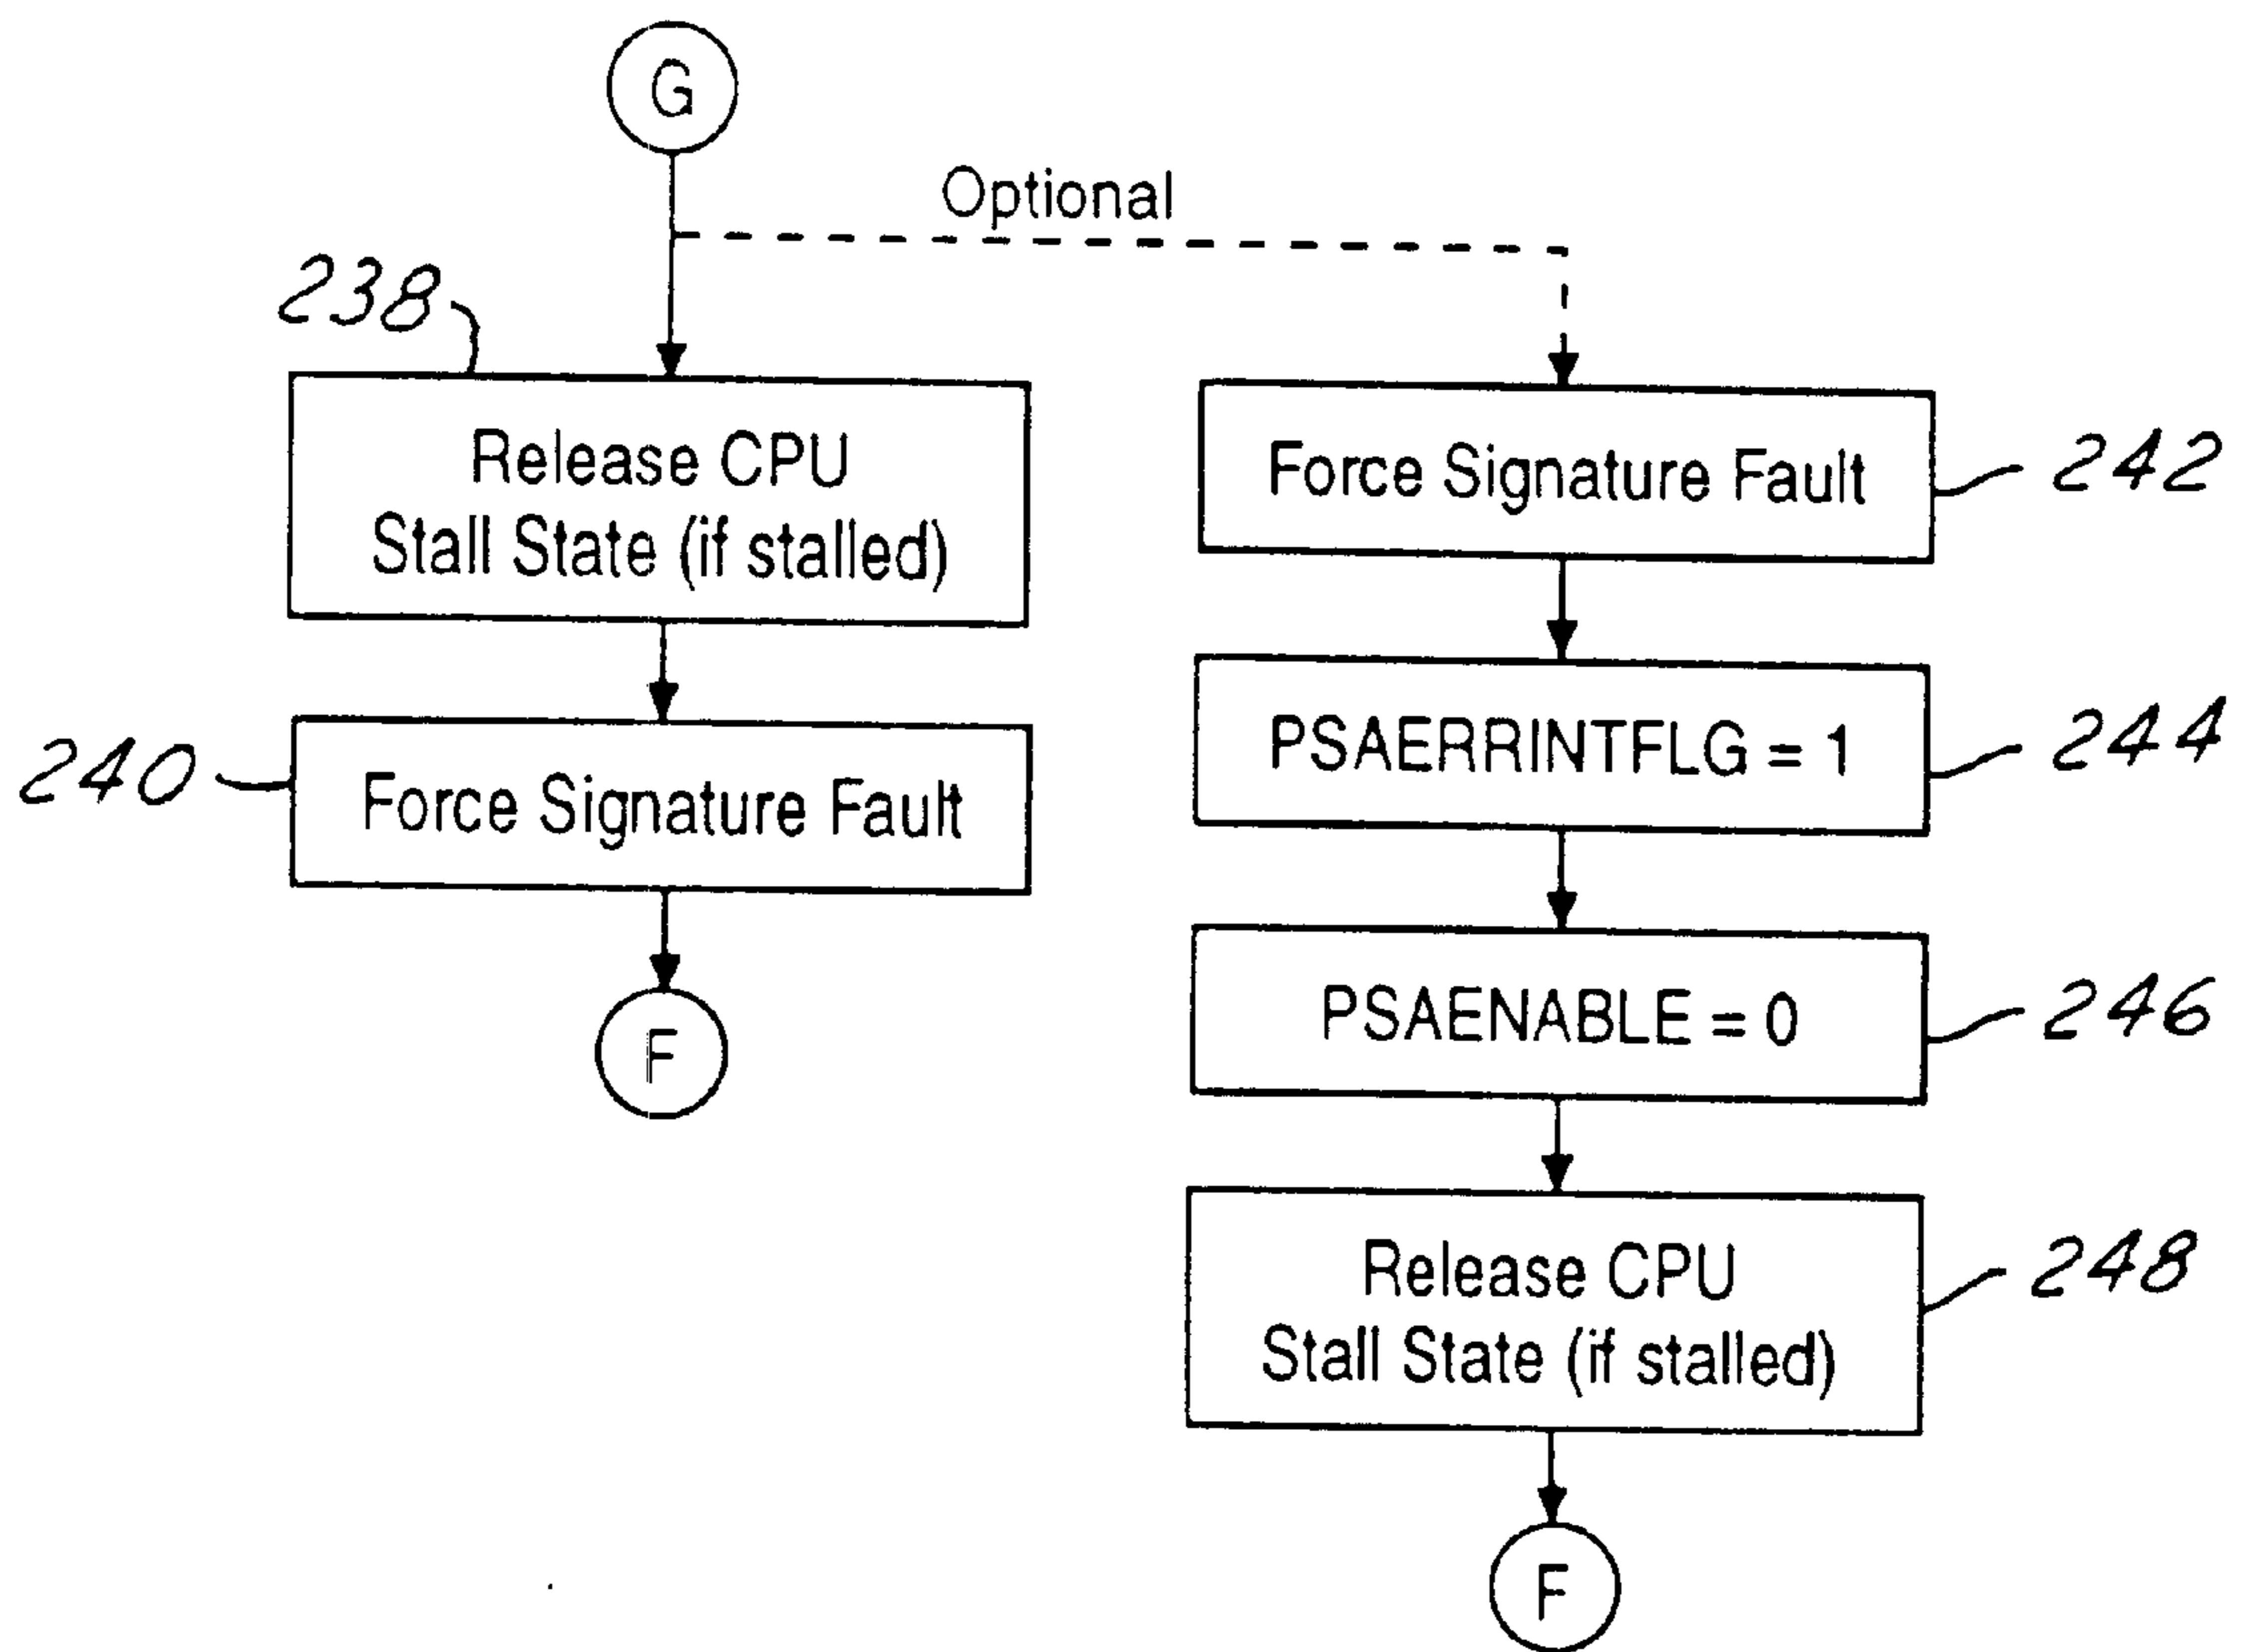 G
Optional
238
Release CPU
Stall State (if stalled)
240
Force Signature Fault
F
Force Signature Fault
242
PSAERRINTFLG = 1
244
PSAENABLE = 0
246
Release CPU
Stall State (if stalled)
248
F